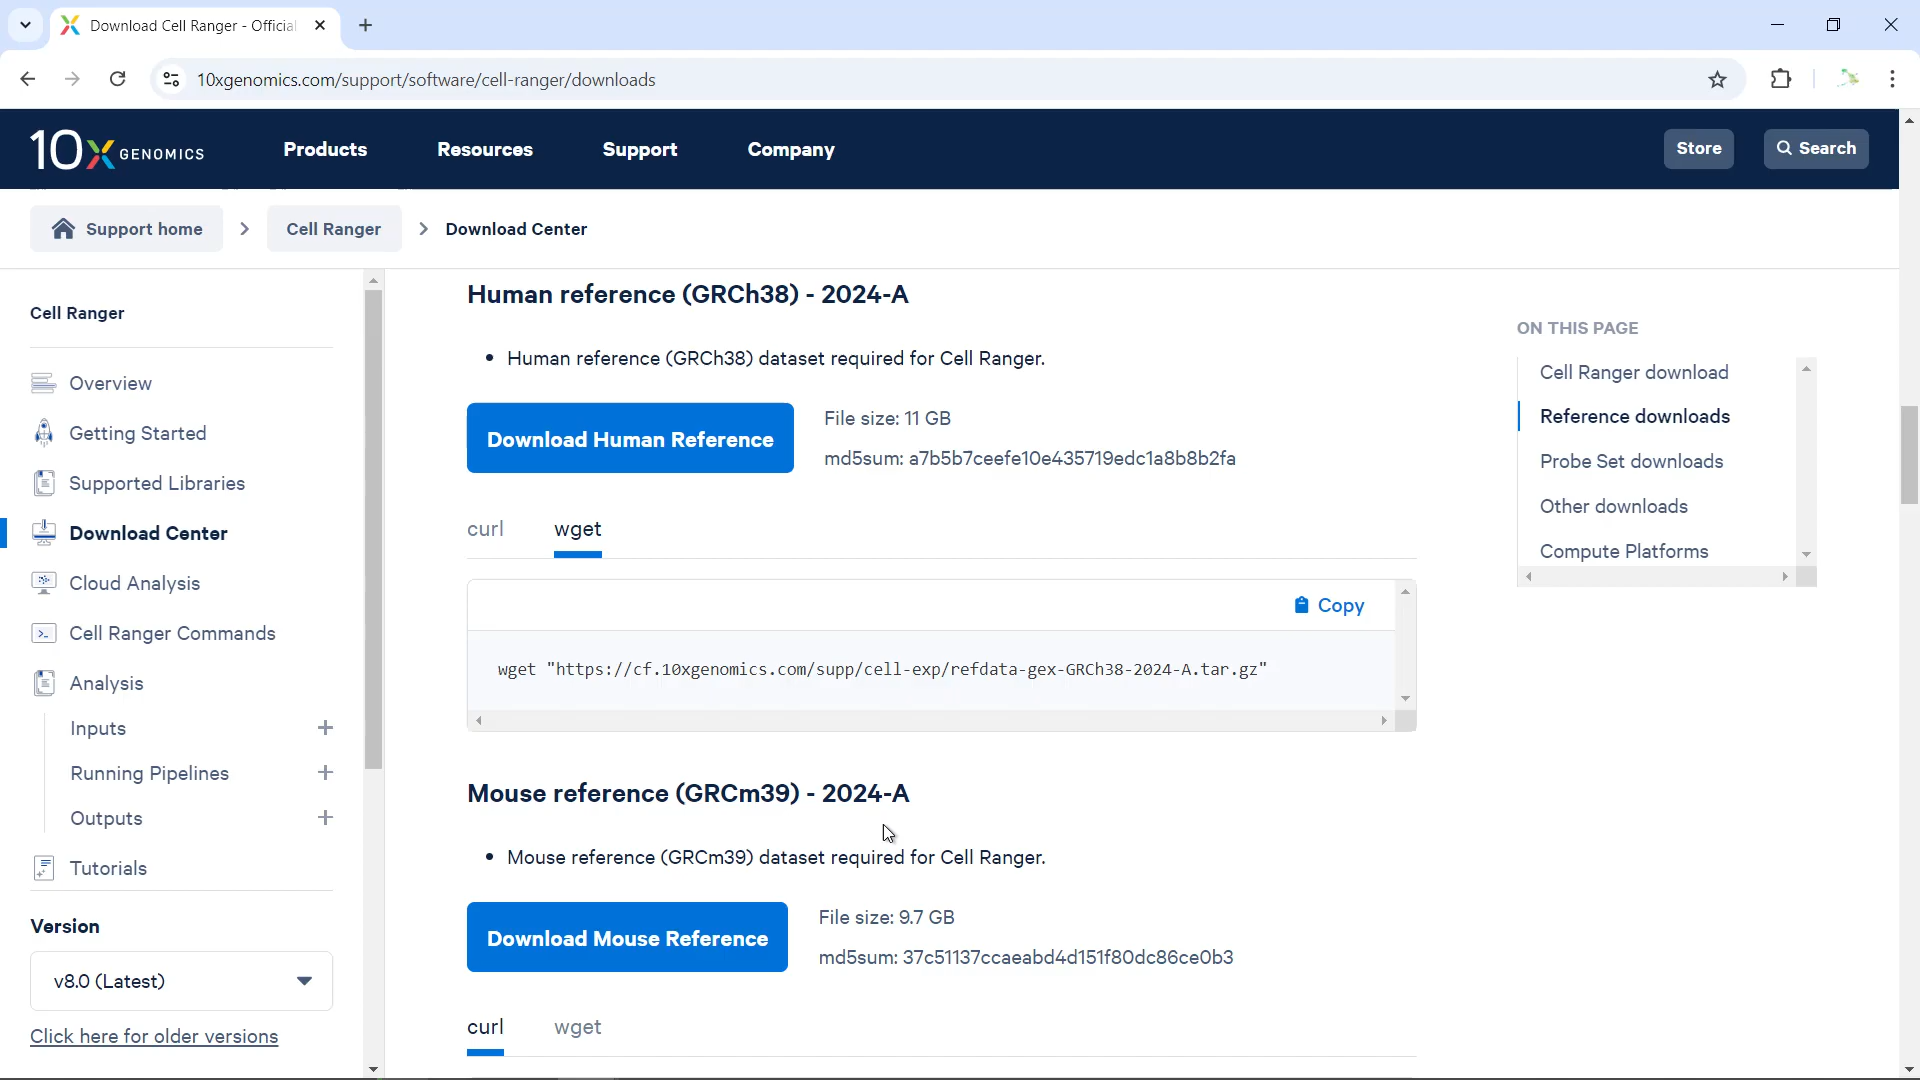 Download Cell Ranger - Official
10xgenomics.com/support/software/cell-ranger/downloads
10X GENOMICS
Products
Resources
Support
Company
Store
Search
Support home
Cell Ranger
Download Center
Cell Ranger
Overview
Getting Started
Supported Libraries
Download Center
Cloud Analysis
Cell Ranger Commands
Analysis
Inputs
Running Pipelines
Outputs
Tutorials
Version
v8.0 (Latest)
Click here for older versions
Human reference (GRCh38) - 2024-A
• Human reference (GRCh38) dataset required for Cell Ranger.
Download Human Reference
File size: 11 GB
md5sum: a7b5b7ceefe10e435719edc1a8b8b2fa
curl
wget
Copy
wget "https://cf.10xgenomics.com/supp/cell-exp/refdata-gex-GRCh38-2024-A.tar.gz"
Mouse reference (GRCm39) - 2024-A
• Mouse reference (GRCm39) dataset required for Cell Ranger.
Download Mouse Reference
File size: 9.7 GB
md5sum: 37c51137ccaeabd4d151f80dc86ce0b3
curl
wget
ON THIS PAGE
Cell Ranger download
Reference downloads
Probe Set downloads
Other downloads
Compute Platforms